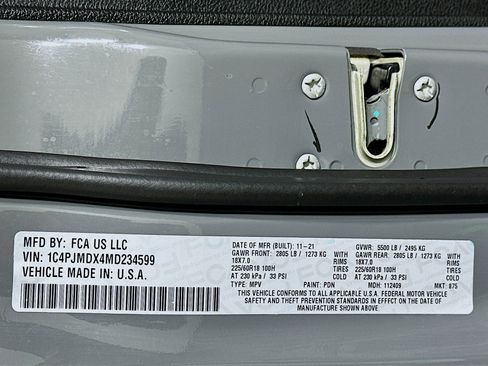 MFD BY: FCA US LLC
VIN: 1C4PJMDX4MD234599
VEHICLE MADE IN: U.S.A.
DATE OF MFR (BUILT): 11-21 GVWR: 5500 LB / 2495 KG
GAWR FRONT: 2805 LB / 1273 KG WITH GAWR REAR: 2805 LB / 1273 KG WITH
18X7.0 RIMS 18X7.0 RIMS
225/60R18 100H TIRES 225/60R18 100H TIRES
AT 230 kPa / 33 PSI COLD AT 230 kPa / 33 PSI COLD
TYPE: MPV PAINT: PDN MDH: 112409 MKT: 875
THIS VEHICLE CONFORMS TO ALL APPLICABLE U.S.A. FEDERAL MOTOR VEHICLE
SAFETY, BUMPER AND THEFT PREVENTION STANDARDS IN EFFECT ON THE DATE OF MANUFACTURE
SHOWN ABOVE.